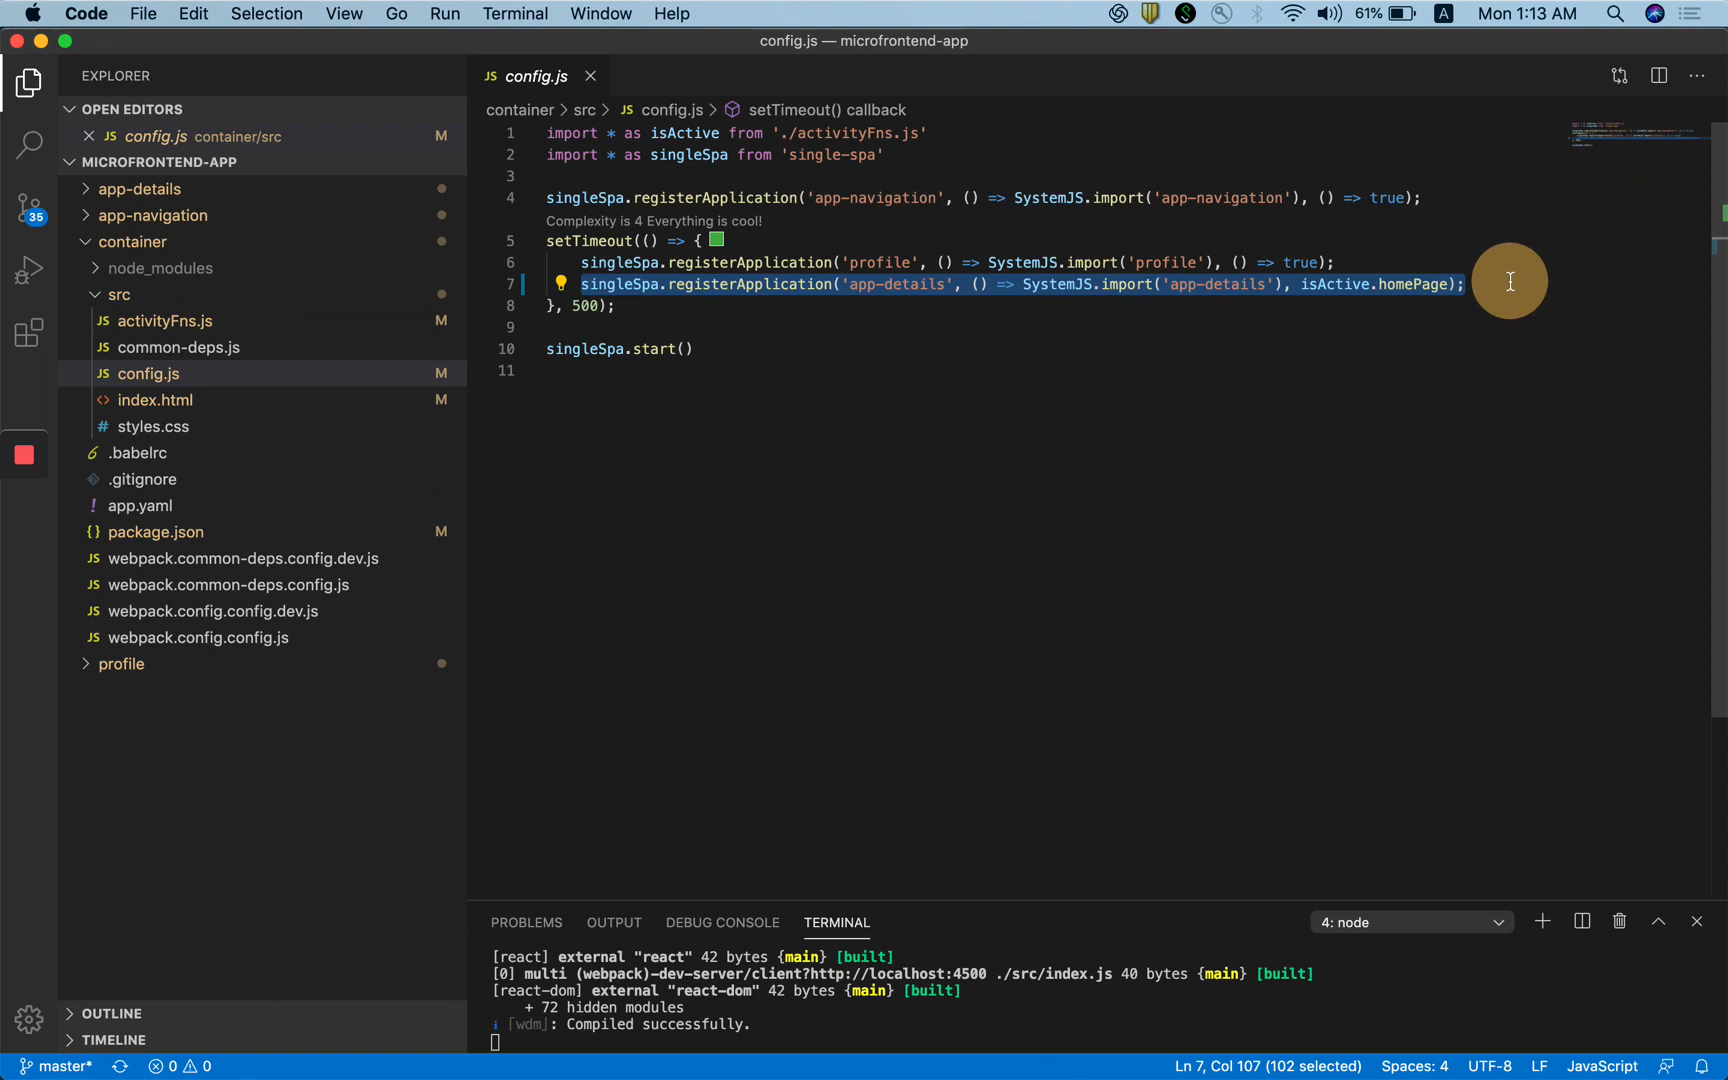 Code File Edit Selection View Go Run Terminal Window Help 61% A Mon 1:13 AM
config.js — microfrontend-app
EXPLORER
OPEN EDITORS
config.js container/src M
MICROFRONTEND-APP
app-details
app-navigation
container
node_modules
src
JS activityFns.js M
JS common-deps.js
JS config.js M
<> index.html M
# styles.css
.babelrc
.gitignore
! app.yaml
{} package.json M
JS webpack.common-deps.config.dev.js
JS webpack.common-deps.config.js
JS webpack.config.config.dev.js
JS webpack.config.config.js
profile
OUTLINE
TIMELINE
35
JS config.js
container > src > JS config.js > setTimeout() callback
1 import * as isActive from './activityFns.js'
2 import * as singleSpa from 'single-spa'
3
4 singleSpa.registerApplication('app-navigation', () => SystemJS.import('app-navigation'), () => true);
Complexity is 4 Everything is cool!
5 setTimeout(() => {
6 singleSpa.registerApplication('profile', () => SystemJS.import('profile'), () => true);
7 singleSpa.registerApplication('app-details', () => SystemJS.import('app-details'), isActive.homePage);
8 }, 500);
9
10 singleSpa.start()
11
PROBLEMS OUTPUT DEBUG CONSOLE TERMINAL 4: node
[react] external "react" 42 bytes {main} [built]
[0] multi (webpack)-dev-server/client?http://localhost:4500 ./src/index.js 40 bytes {main} [built]
[react-dom] external "react-dom" 42 bytes {main} [built]
+ 72 hidden modules
i ｢wdm｣: Compiled successfully.
master* 0 0 Ln 7, Col 107 (102 selected) Spaces: 4 UTF-8 LF JavaScript